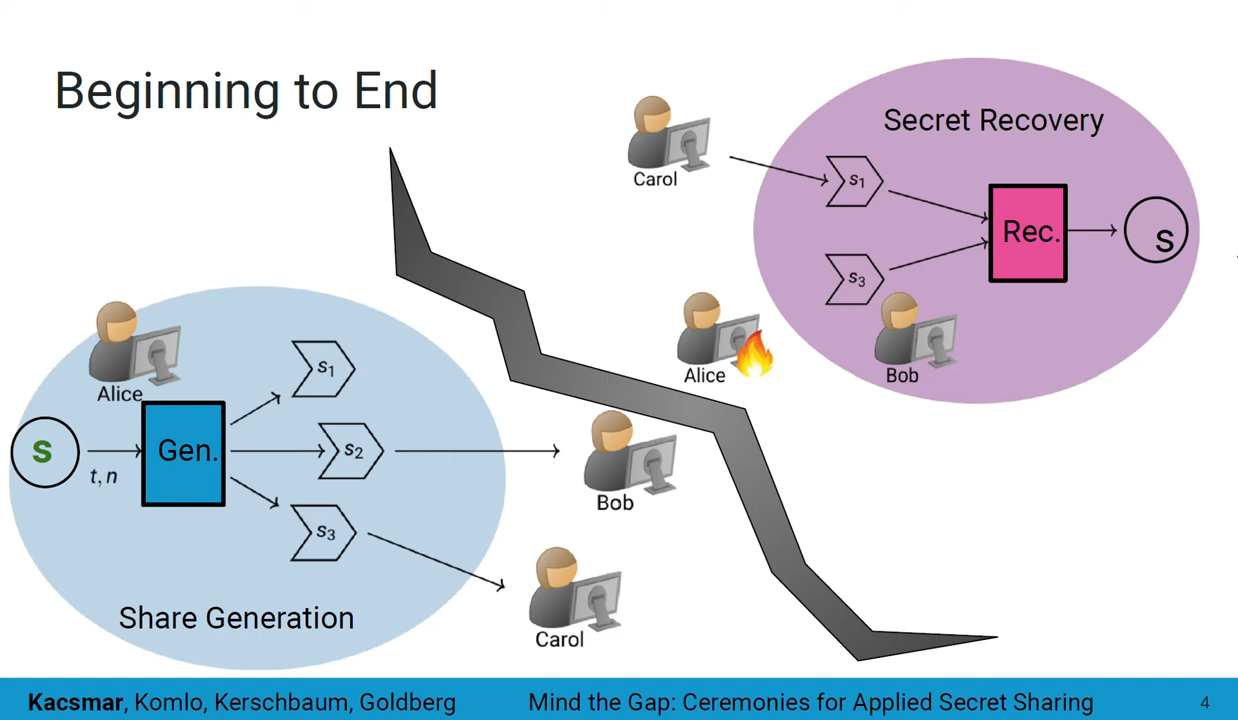 Beginning to End
Secret Recovery
Carol
s1
Rec.
s
s3
Alice
Bob
Alice
s
t, n
Gen.
s1
s2
s3
Bob
Carol
Share Generation
Kacsmar, Komlo, Kerschbaum, Goldberg
Mind the Gap: Ceremonies for Applied Secret Sharing
4